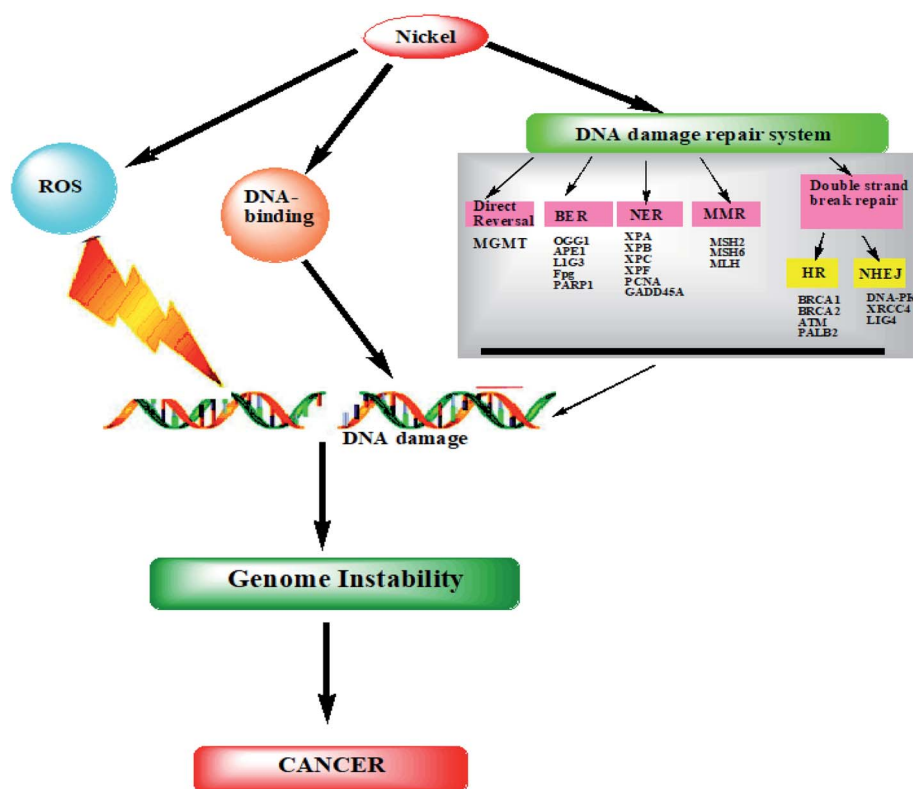 Nickel
DNA damage repair system
ROS
DNA-
binding
Direct
Reversal
MGMT
BER
OGG1
APE1
LIG3
Fpg
PARP1
NER
XPA
XPB
XPC
XPF
PCNA
GADD45A
MMR
MSH2
MSH6
MLH
Double strand
break repair
HR
BRCA1
BRCA2
ATM
PALB2
NHEJ
DNA-PK
XRCC4
LIG4
DNA damage
Genome Instability
CANCER